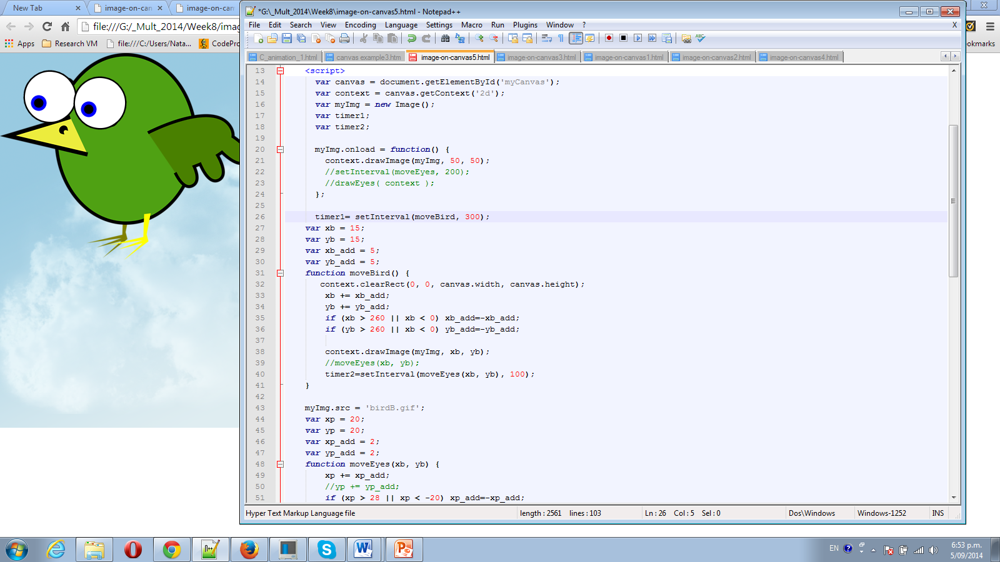 New Tab
image-on-can
image-on-can
file:///G:/_Mult_2014/Week8/imag
Apps
Research VM
file:///C:/Users/Nata...
CodePro
*G:\_Mult_2014\Week8\image-on-canvas5.html - Notepad++
File Edit Search View Encoding Language Settings Macro Run Plugins Window ? X
okmarks
C_animation_1.html canvas example3.htm image-on-canvas5.html image-on-canvas3.html image-on-canvas1.html image-on-canvas2.html image-on-canvas4.html
13 <script>
14 var canvas = document.getElementById('myCanvas');
15 var context = canvas.getContext('2d');
16 var myImg = new Image();
17 var timer1;
18 var timer2;
19
20 myImg.onload = function() {
21 context.drawImage(myImg, 50, 50);
22 //setInterval(moveEyes, 200);
23 //drawEyes( context );
24 };
25
26 timer1= setInterval(moveBird, 300);
27 var xb = 15;
28 var yb = 15;
29 var xb_add = 5;
30 var yb_add = 5;
31 function moveBird() {
32 context.clearRect(0, 0, canvas.width, canvas.height);
33 xb += xb_add;
34 yb += yb_add;
35 if (xb > 260 || xb < 0) xb_add=-xb_add;
36 if (yb > 260 || xb < 0) yb_add=-yb_add;
37
38 context.drawImage(myImg, xb, yb);
39 //moveEyes(xb, yb);
40 timer2=setInterval(moveEyes(xb, yb), 100);
41 }
42
43 myImg.src = 'birdB.gif';
44 var xp = 20;
45 var yp = 20;
46 var xp_add = 2;
47 var yp_add = 2;
48 function moveEyes(xb, yb) {
49 xp += xp_add;
50 //yp += yp_add;
51 if (xp > 28 || xp < -20) xp_add=-xp_add;
Hyper Text Markup Language file length : 2561 lines : 103 Ln : 26 Col : 5 Sel : 0 Dos\Windows Windows-1252 INS
EN
6:53 p.m.
5/09/2014